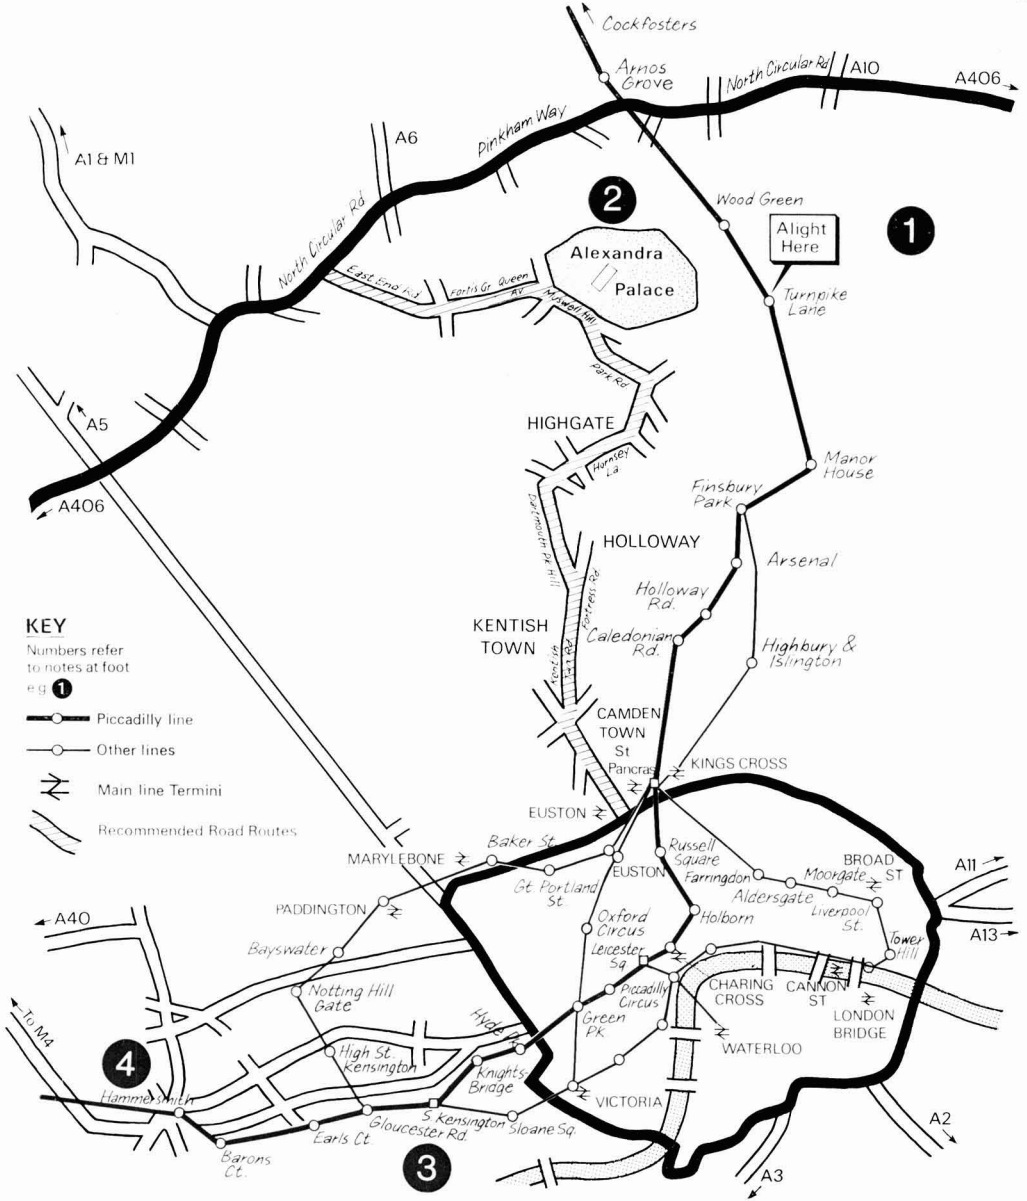 Cockfosters
Arnos
Grove
North Circular Rd
A10
A406
Pinkham Way
A6
A1 & M1
2
1
Wood Green
Alight
Here
North Circular Rd
Alexandra
Palace
East End Rd
Fortis Gr
Queen
Av
Muswell Hill
Turnpike
Lane
Park Rd
A5
HIGHGATE
Hornsey
La
Manor
House
Finsbury
Park
A406
Dartmouth Pk Hill
HOLLOWAY
Arsenal
Fortress Rd
Holloway
Rd.
KEY
Numbers refer
to notes at foot
e g 1
KENTISH
TOWN
Caledonian
Rd.
Highbury &
Islington
Kentish
Tn Rd.
Piccadilly line
Other lines
CAMDEN
TOWN
St
Pancras
KINGS CROSS
Main line Termini
EUSTON
Recommended Road Routes
Baker St.
MARYLEBONE
Russell
Square
BROAD
ST
A11
EUSTON
Farringdon
Moorgate
Gt. Portland
St.
Aldersgate
PADDINGTON
Liverpool
St.
A40
Oxford
Circus
Holborn
A13
Bayswater
Leicester
Sq.
Tower
Hill
Notting Hill
Gate
Piccadilly
Circus
CHARING
CROSS
CANNON
ST
Green
Pk
LONDON
BRIDGE
To M4
Hyde Pk
WATERLOO
4
High St.
Kensington
Knights-
Bridge
Hammersmith
VICTORIA
S. Kensington
Gloucester Rd.
Sloane Sq.
Earls Ct
A2
Barons
Ct.
3
A3